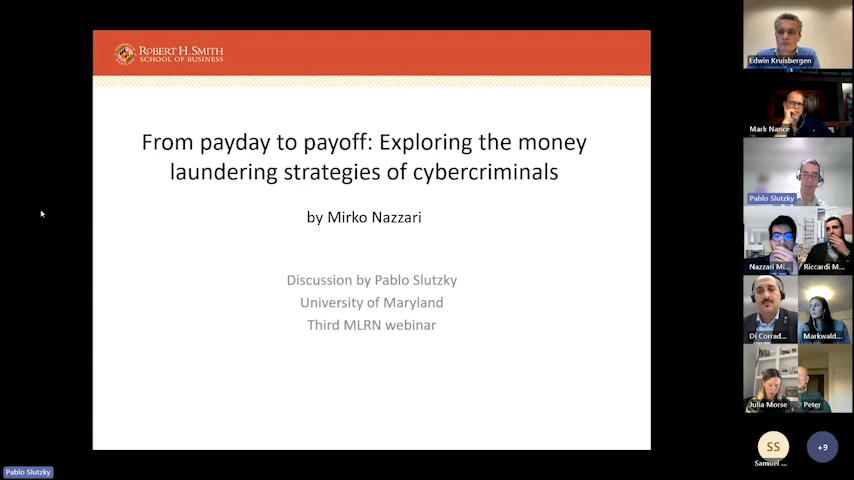 ROBERT H. SMITH
SCHOOL OF BUSINESS
From payday to payoff: Exploring the money
laundering strategies of cybercriminals
by Mirko Nazzari
Discussion by Pablo Slutzky
University of Maryland
Third MLRN webinar
Edwin Kruisbergen
Mark Nance
Pablo Slutzky
Nazzari Mi...
Riccardi M...
Di Corrad...
Markwald...
Julia Morse
Peter
SS
Samuel ...
+9
Pablo Slutzky